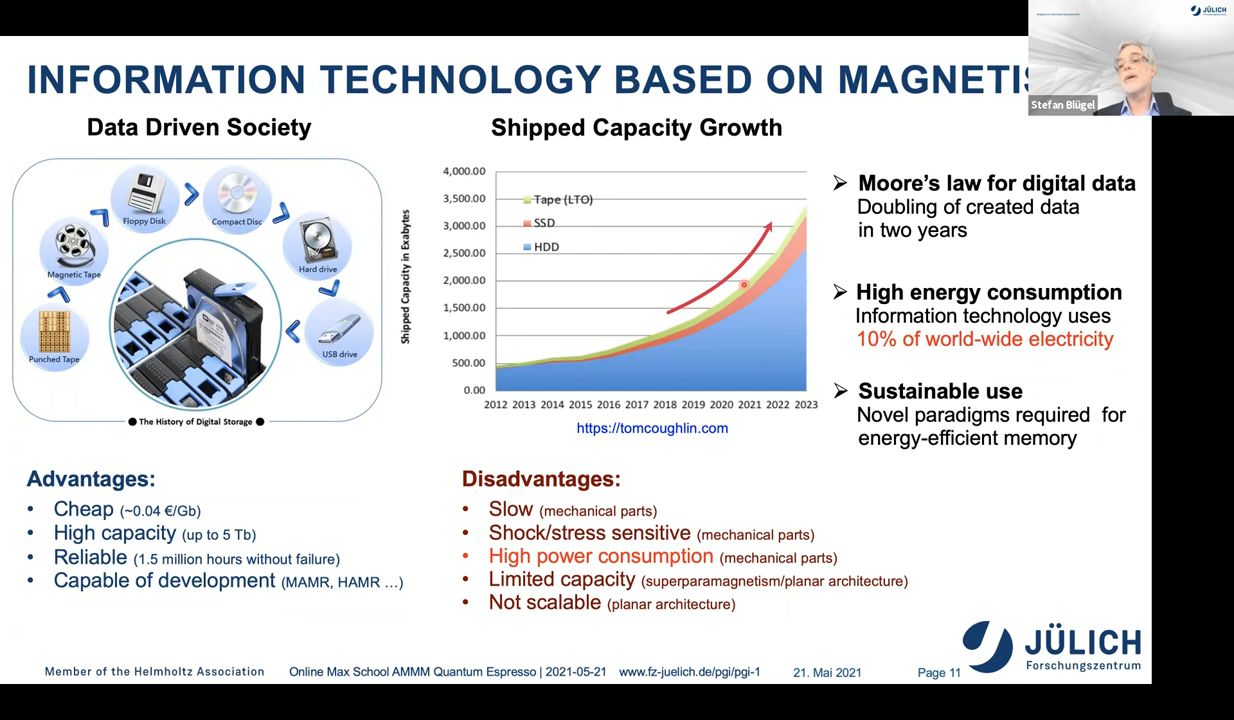 JÜLICH
Forschungszentrum
Stefan Blügel
INFORMATION TECHNOLOGY BASED ON
Data Driven Society
Floppy Disk
Compact Disc
Magnetic Tape
Hard drive
Punched Tape
USB drive
● The History of Digital Storage ●
Shipped Capacity Growth
Shipped Capacity in Exabytes
4,000.00
3,500.00
3,000.00
2,500.00
2,000.00
1,500.00
1,000.00
500.00
0.00
Tape (LTO)
SSD
HDD
2012 2013 2014 2015 2016 2017 2018 2019 2020 2021 2022 2023
https://tomcoughlin.com
➢ Moore's law for digital data
Doubling of created data
in two years
➢ High energy consumption
Information technology uses
10% of world-wide electricity
➢ Sustainable use
Novel paradigms required for
energy-efficient memory
Advantages:
• Cheap (~0.04 €/Gb)
• High capacity (up to 5 Tb)
• Reliable (1.5 million hours without failure)
• Capable of development (MAMR, HAMR ...)
Disadvantages:
• Slow (mechanical parts)
• Shock/stress sensitive (mechanical parts)
• High power consumption (mechanical parts)
• Limited capacity (superparamagnetism/planar architecture)
• Not scalable (planar architecture)
JÜLICH
Forschungszentrum
Member of the Helmholtz Association
Online Max School AMMM Quantum Espresso | 2021-05-21
www.fz-juelich.de/pgi/pgi-1
21. Mai 2021
Page 11